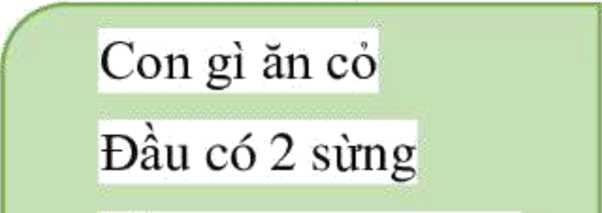 Con gì ăn cỏ
Đầu có 2 sừng